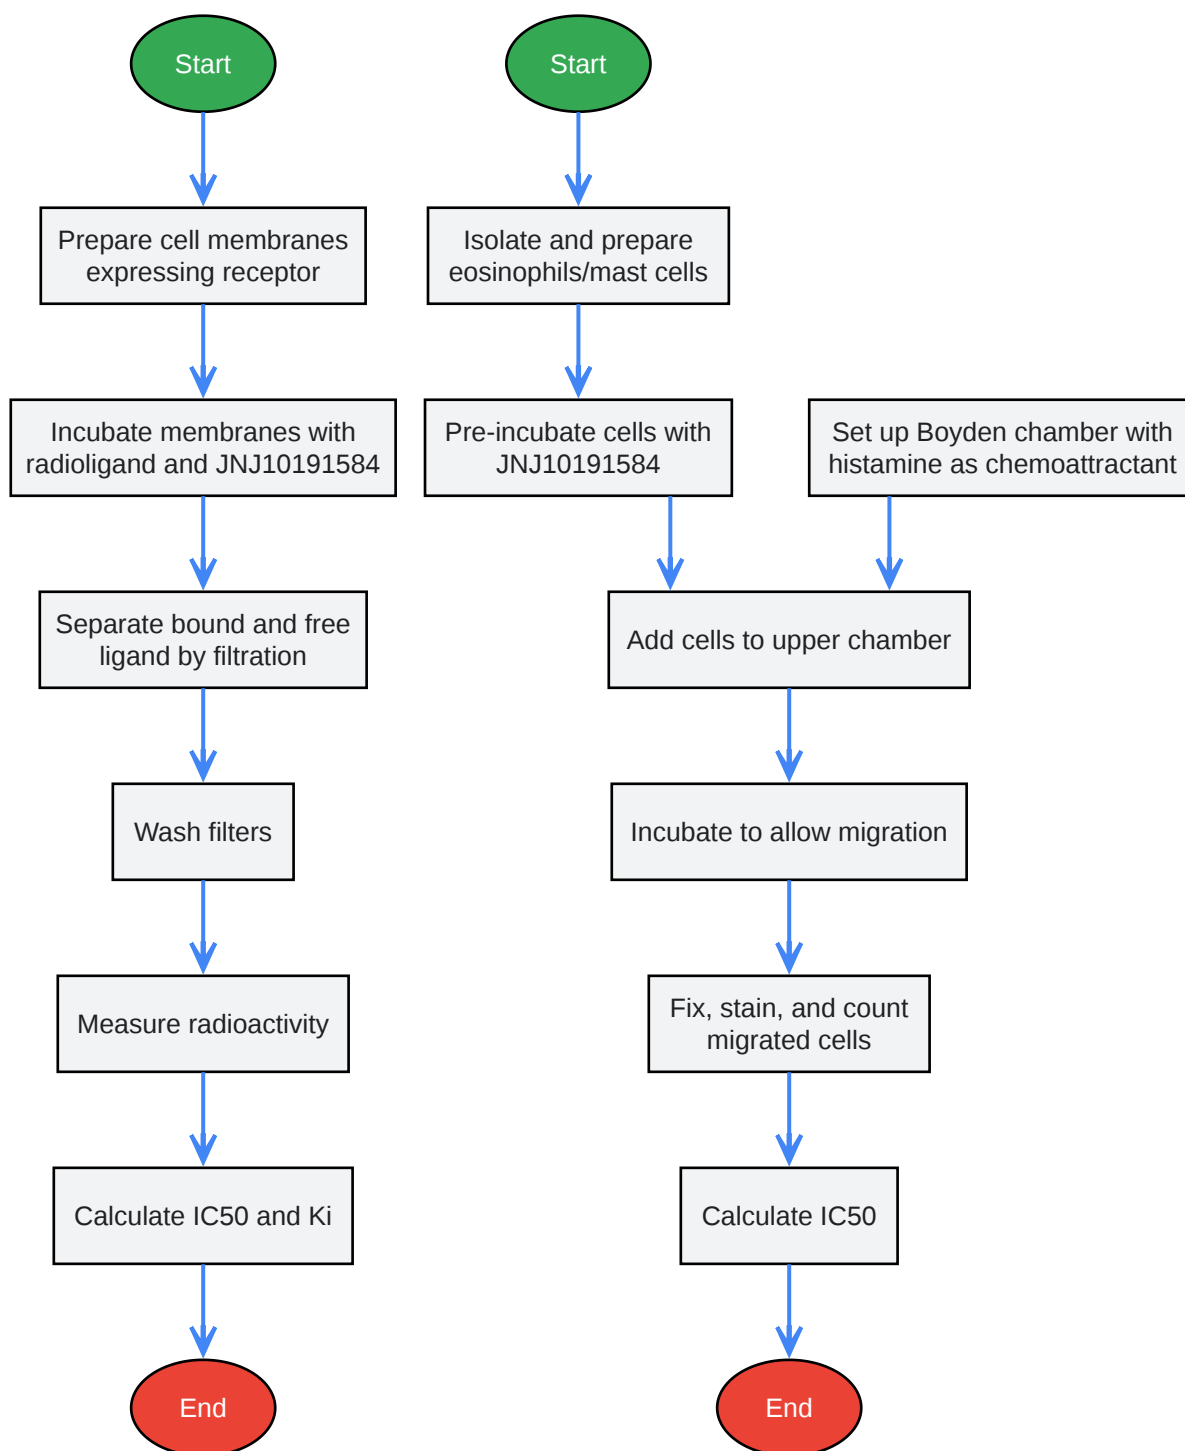 Start
Prepare cell membranes
expressing receptor
Incubate membranes with
radioligand and JNJ10191584
Separate bound and free
ligand by filtration
Wash filters
Measure radioactivity
Calculate IC50 and Ki
End
Start
Isolate and prepare
eosinophils/mast cells
Pre-incubate cells with
JNJ10191584
Set up Boyden chamber with
histamine as chemoattractant
Add cells to upper chamber
Incubate to allow migration
Fix, stain, and count
migrated cells
Calculate IC50
End